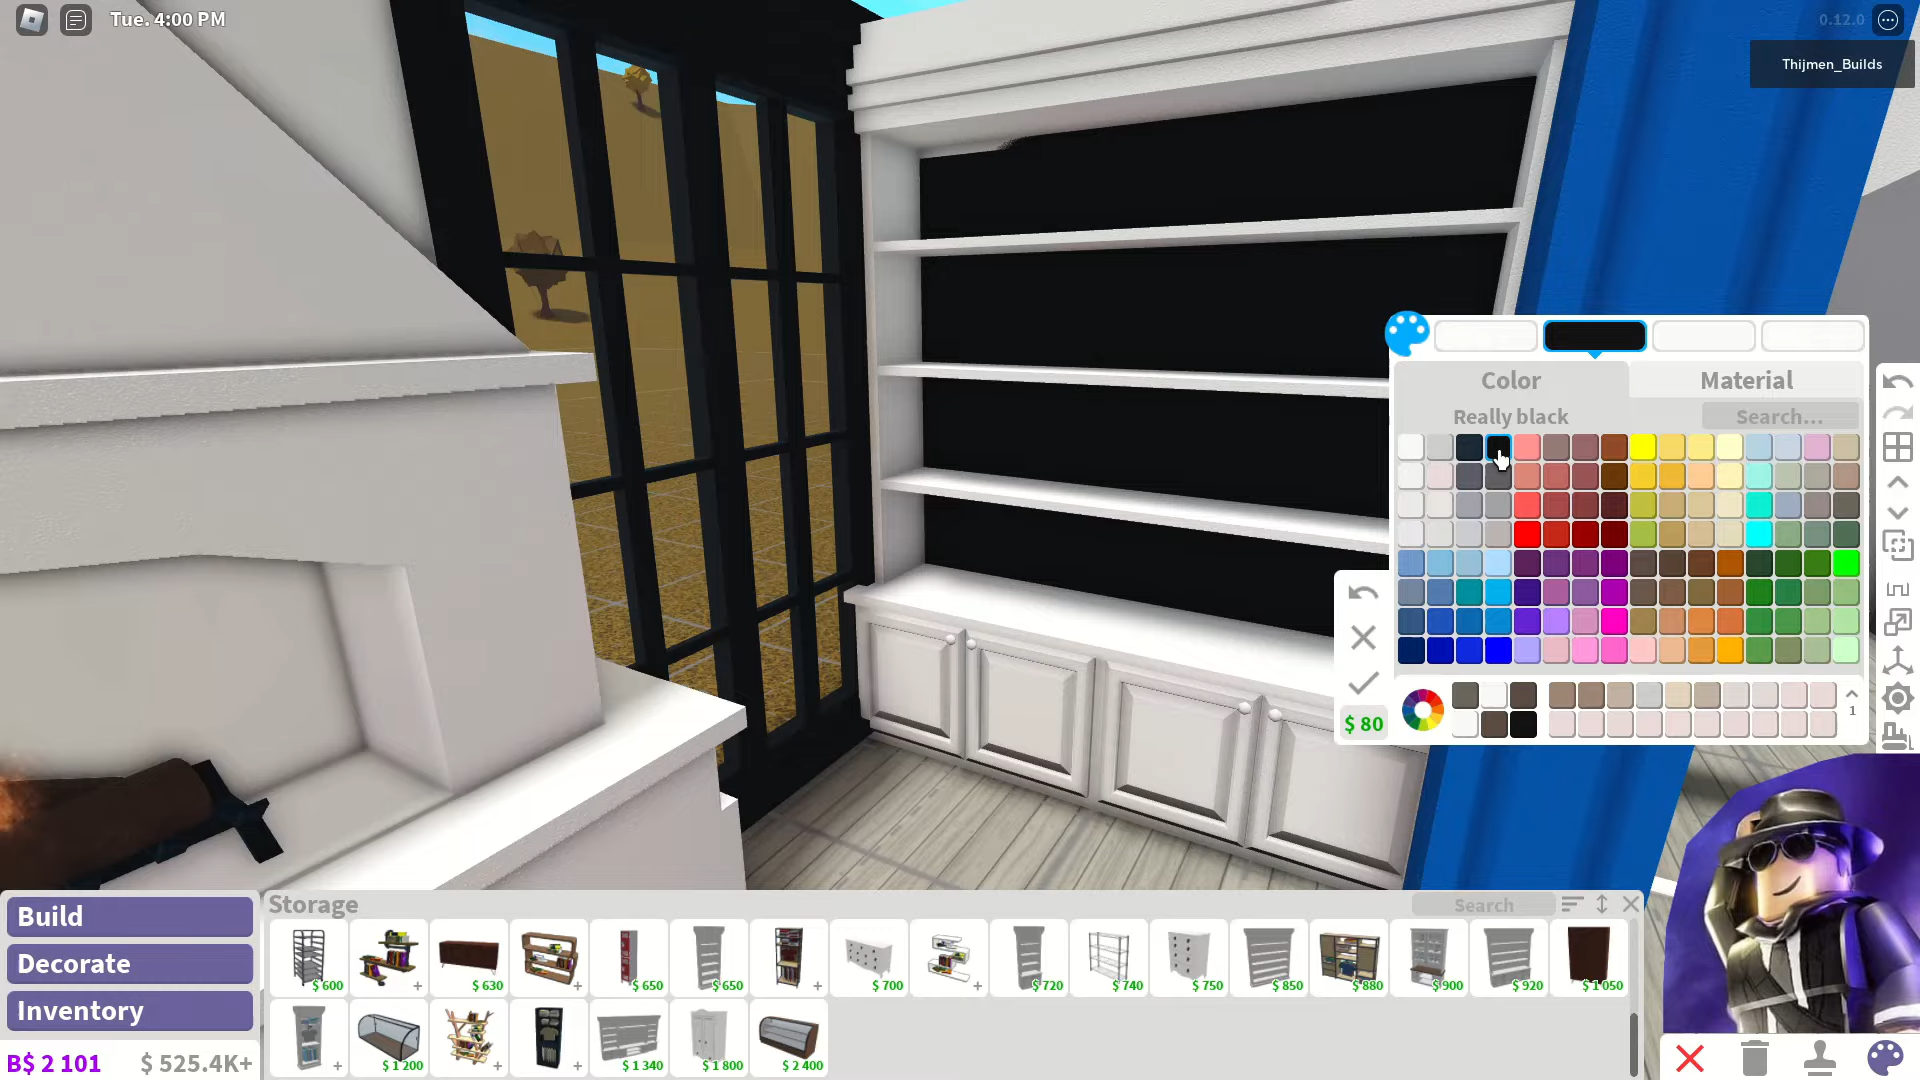 Tue. 4:00 PM
0.12.0
Thijmen_Builds
Color
Material
Really black
Search...
1
$ 80
Storage
Search
Build
Decorate
Inventory
B$ 2 101
$ 525.4K+
$ 600
+
$ 630
+
$ 650
$ 650
+
$ 700
+
$ 720
$ 740
$ 750
$ 850
$ 880
$ 900
$ 920
$ 1 050
+
$ 1 200
+
+
$ 1 340
$ 1 800
$ 2 400